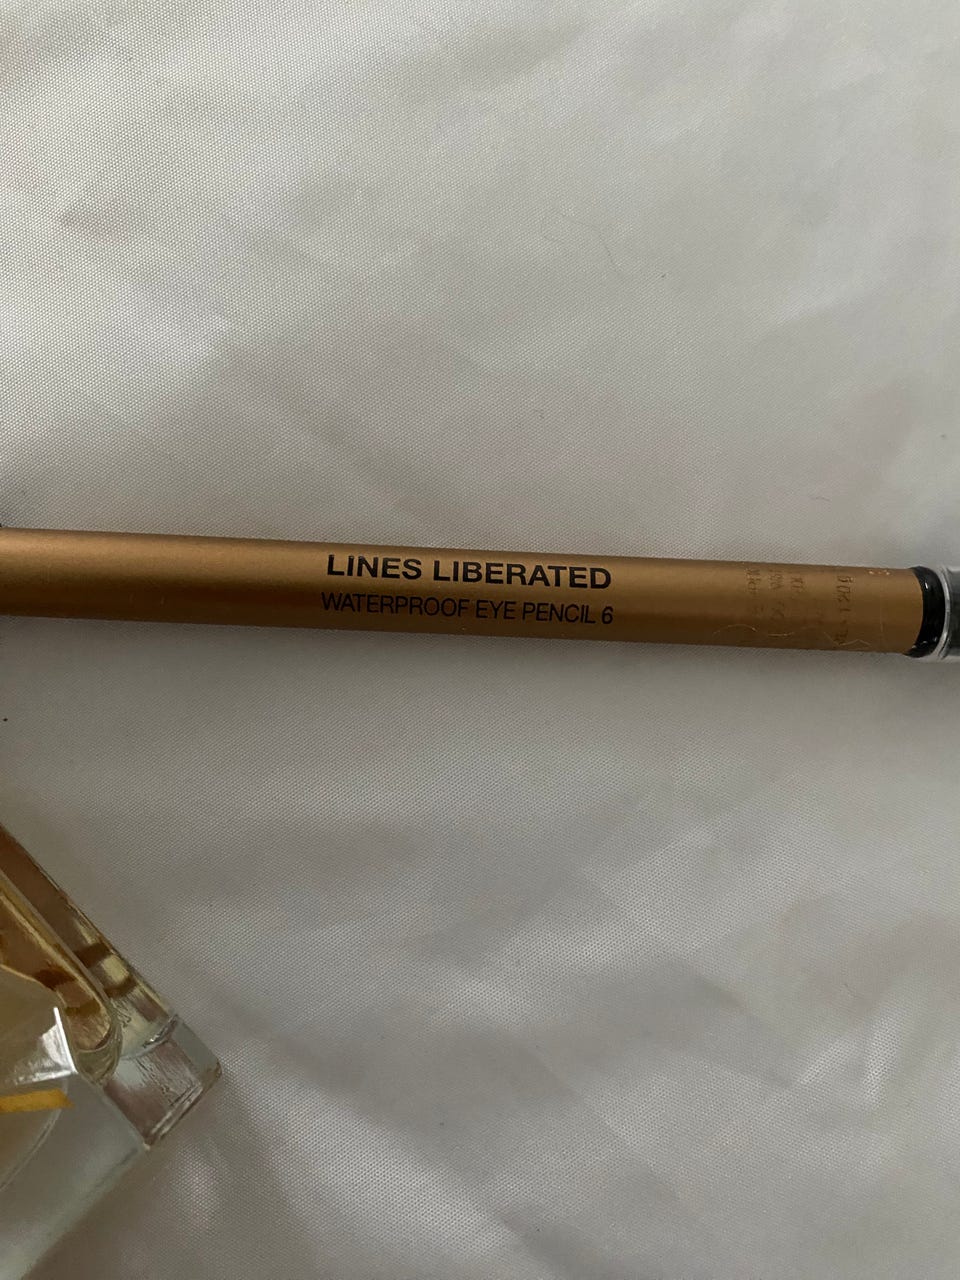 LINES LIBERATED
WATERPROOF EYE PENCIL 6